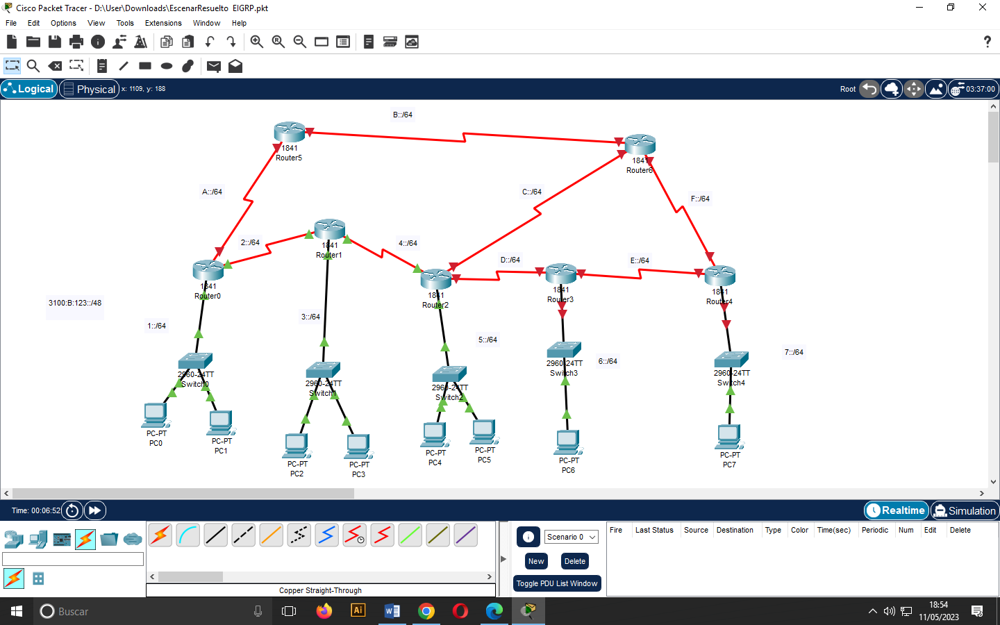 Cisco Packet Tracer - D:\User\Downloads\EscenarResuelto  EIGRP.pkt
File Edit Options View Tools Extensions Window Help
Logical Physical x: 1109, y: 188 Root 03:37:00
B::/64
1841
Router5
1841
Router6
A::/64
C::/64
F::/64
2::/64
1841
Router1
4::/64
D::/64
E::/64
1841
Router0
1841
Router2
1841
Router3
1841
Router4
3100:B:123::/48
1::/64
3::/64
5::/64
6::/64
7::/64
2960-24TT
Switch0
2960-24TT
Switch1
2960-24TT
Switch2
2960-24TT
Switch3
2960-24TT
Switch4
PC-PT
PC0
PC-PT
PC1
PC-PT
PC2
PC-PT
PC3
PC-PT
PC4
PC-PT
PC5
PC-PT
PC6
PC-PT
PC7
Time: 00:06:52 Realtime Simulation
Scenario 0
New Delete
Toggle PDU List Window
Fire Last Status Source Destination Type Color Time(sec) Periodic Num Edit Delete
Copper Straight-Through
Buscar
18:54
11/05/2023